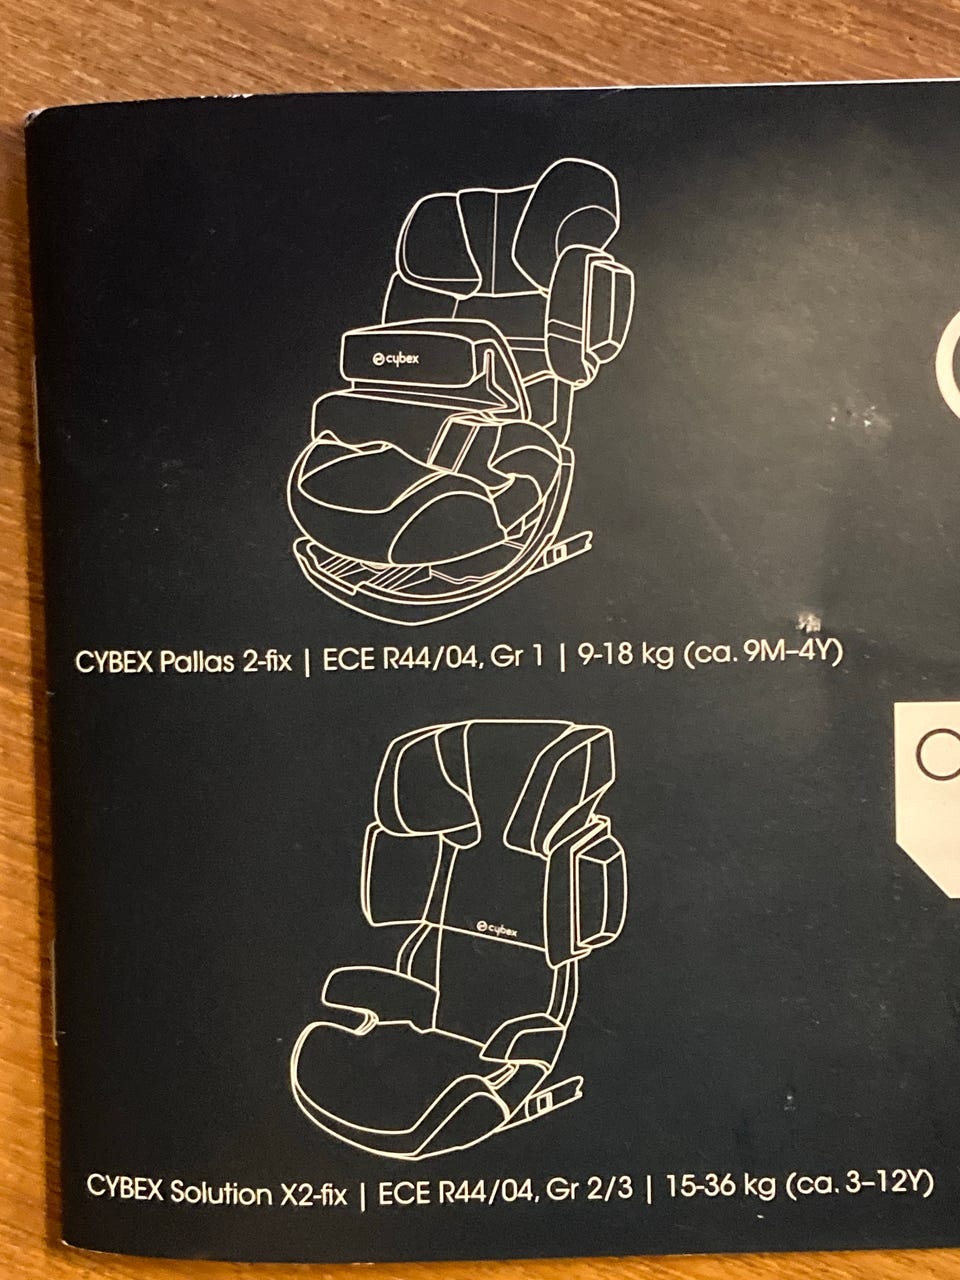 cybex
CYBEX Pallas 2-fix | ECE R44/04, Gr 1 | 9-18 kg (ca. 9M–4Y)
cybex
CYBEX Solution X2-fix | ECE R44/04, Gr 2/3 | 15-36 kg (ca. 3–12Y)